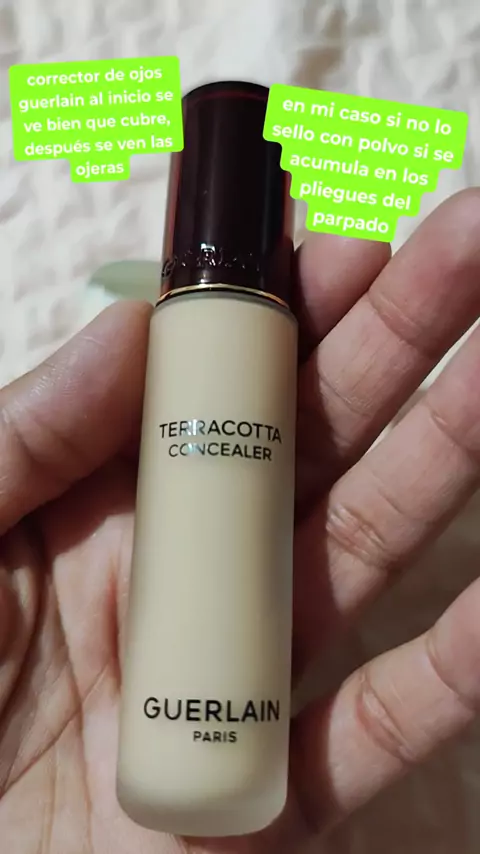 corrector de ojos
guerlain al inicio se
ve bien que cubre,
después se ven las
ojeras
en mi caso si no lo
sello con polvo si se
acumula en los
pliegues del
parpado
GUERLAIN
TERRACOTTA
CONCEALER
GUERLAIN
PARIS